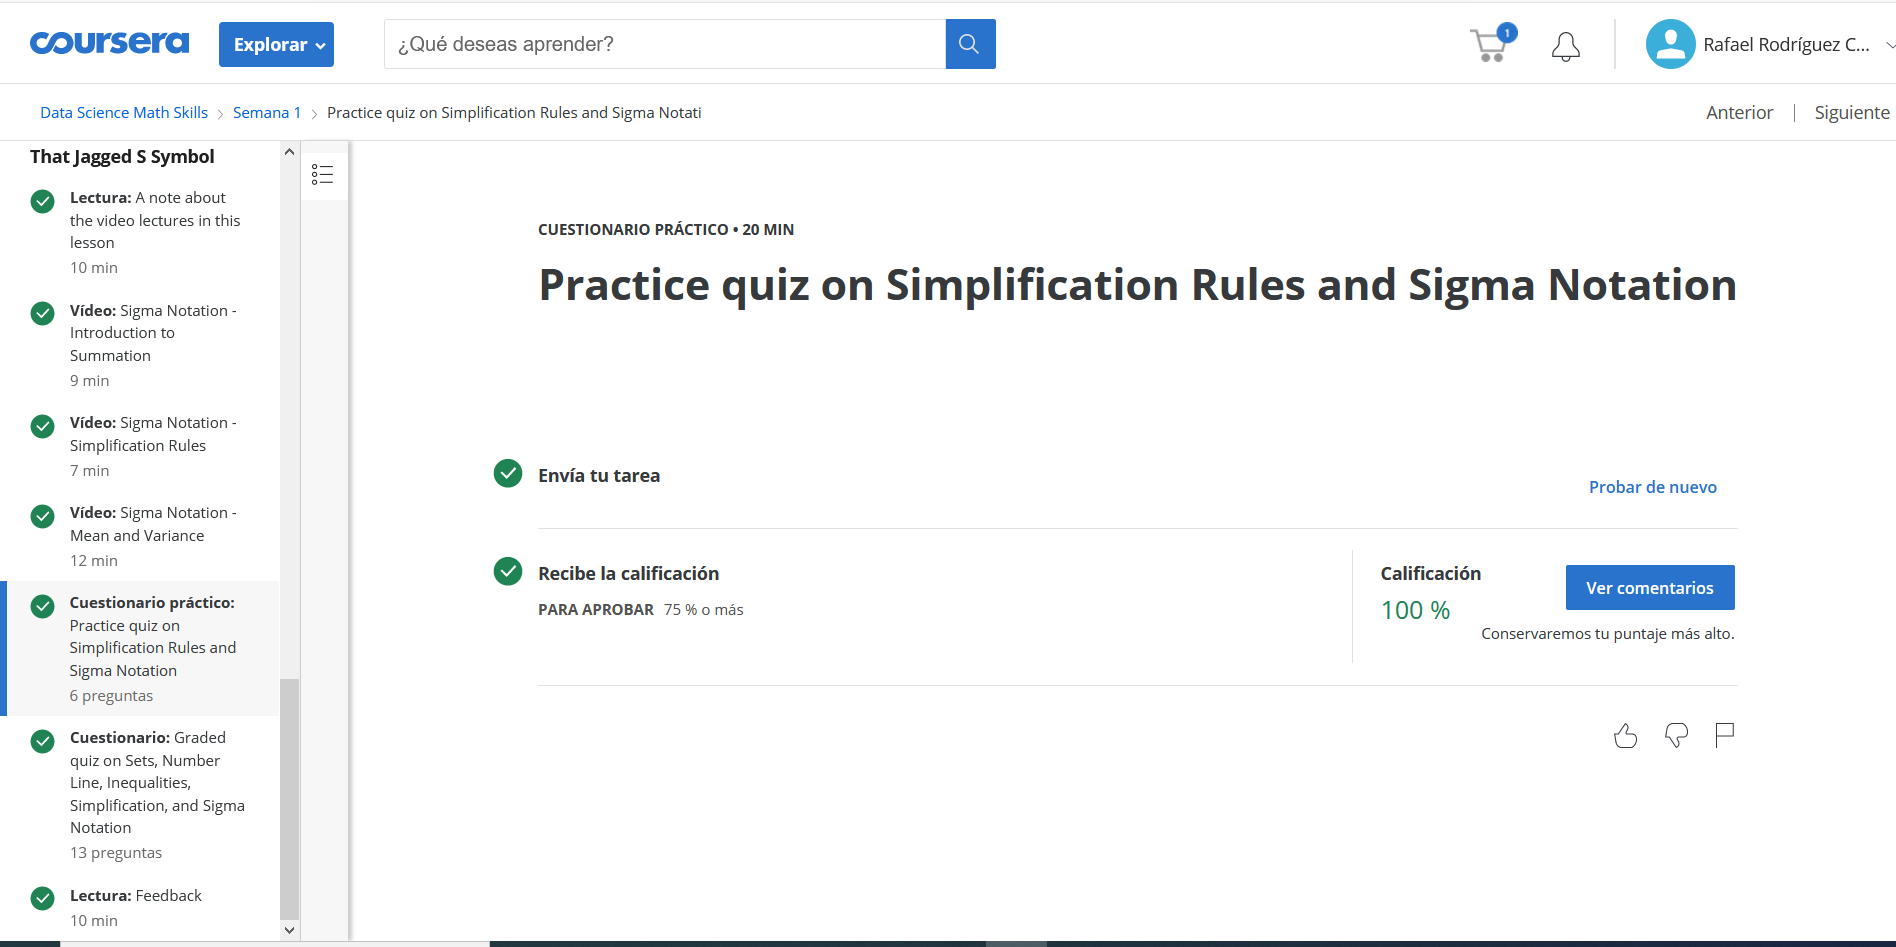 coursera
Explorar
¿Qué deseas aprender?
1
Rafael Rodríguez C...
Data Science Math Skills
Semana 1
Practice quiz on Simplification Rules and Sigma Notati
Anterior
Siguiente
That Jagged S Symbol
Lectura: A note about
the video lectures in this
lesson
10 min
Vídeo: Sigma Notation -
Introduction to
Summation
9 min
Vídeo: Sigma Notation -
Simplification Rules
7 min
Vídeo: Sigma Notation -
Mean and Variance
12 min
Cuestionario práctico:
Practice quiz on
Simplification Rules and
Sigma Notation
6 preguntas
Cuestionario: Graded
quiz on Sets, Number
Line, Inequalities,
Simplification, and Sigma
Notation
13 preguntas
Lectura: Feedback
10 min
CUESTIONARIO PRÁCTICO • 20 MIN
Practice quiz on Simplification Rules and Sigma Notation
Envía tu tarea
Probar de nuevo
Recibe la calificación
PARA APROBAR 75 % o más
Calificación
100 %
Ver comentarios
Conservaremos tu puntaje más alto.